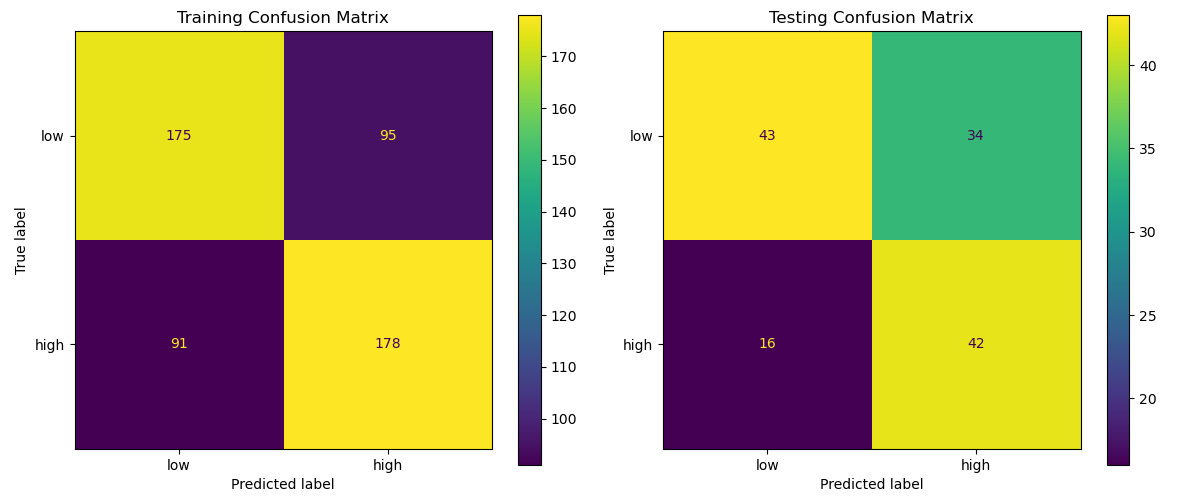 Training Confusion Matrix
True label
low
high
175
95
91
178
low
high
Predicted label
170
160
150
140
130
120
110
100
Testing Confusion Matrix
True label
low
high
43
34
16
42
low
high
Predicted label
40
35
30
25
20